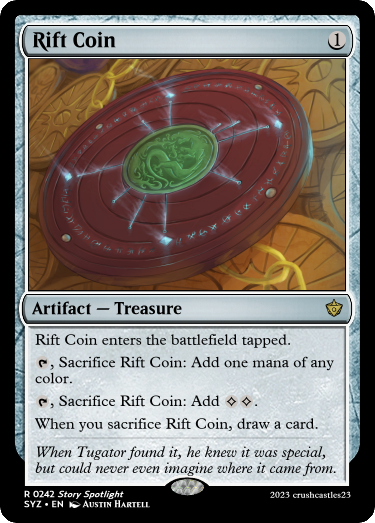 Rift Coin 1
Artifact — Treasure
Rift Coin enters the battlefield tapped.
, Sacrifice Rift Coin: Add one mana of any
color.
, Sacrifice Rift Coin: Add .
When you sacrifice Rift Coin, draw a card.
When Tugator found it, he knew it was special,
but could never even imagine where it came from.
R 0242 Story Spotlight
SYZ • EN Austin Hartell
2023 crushcastles23